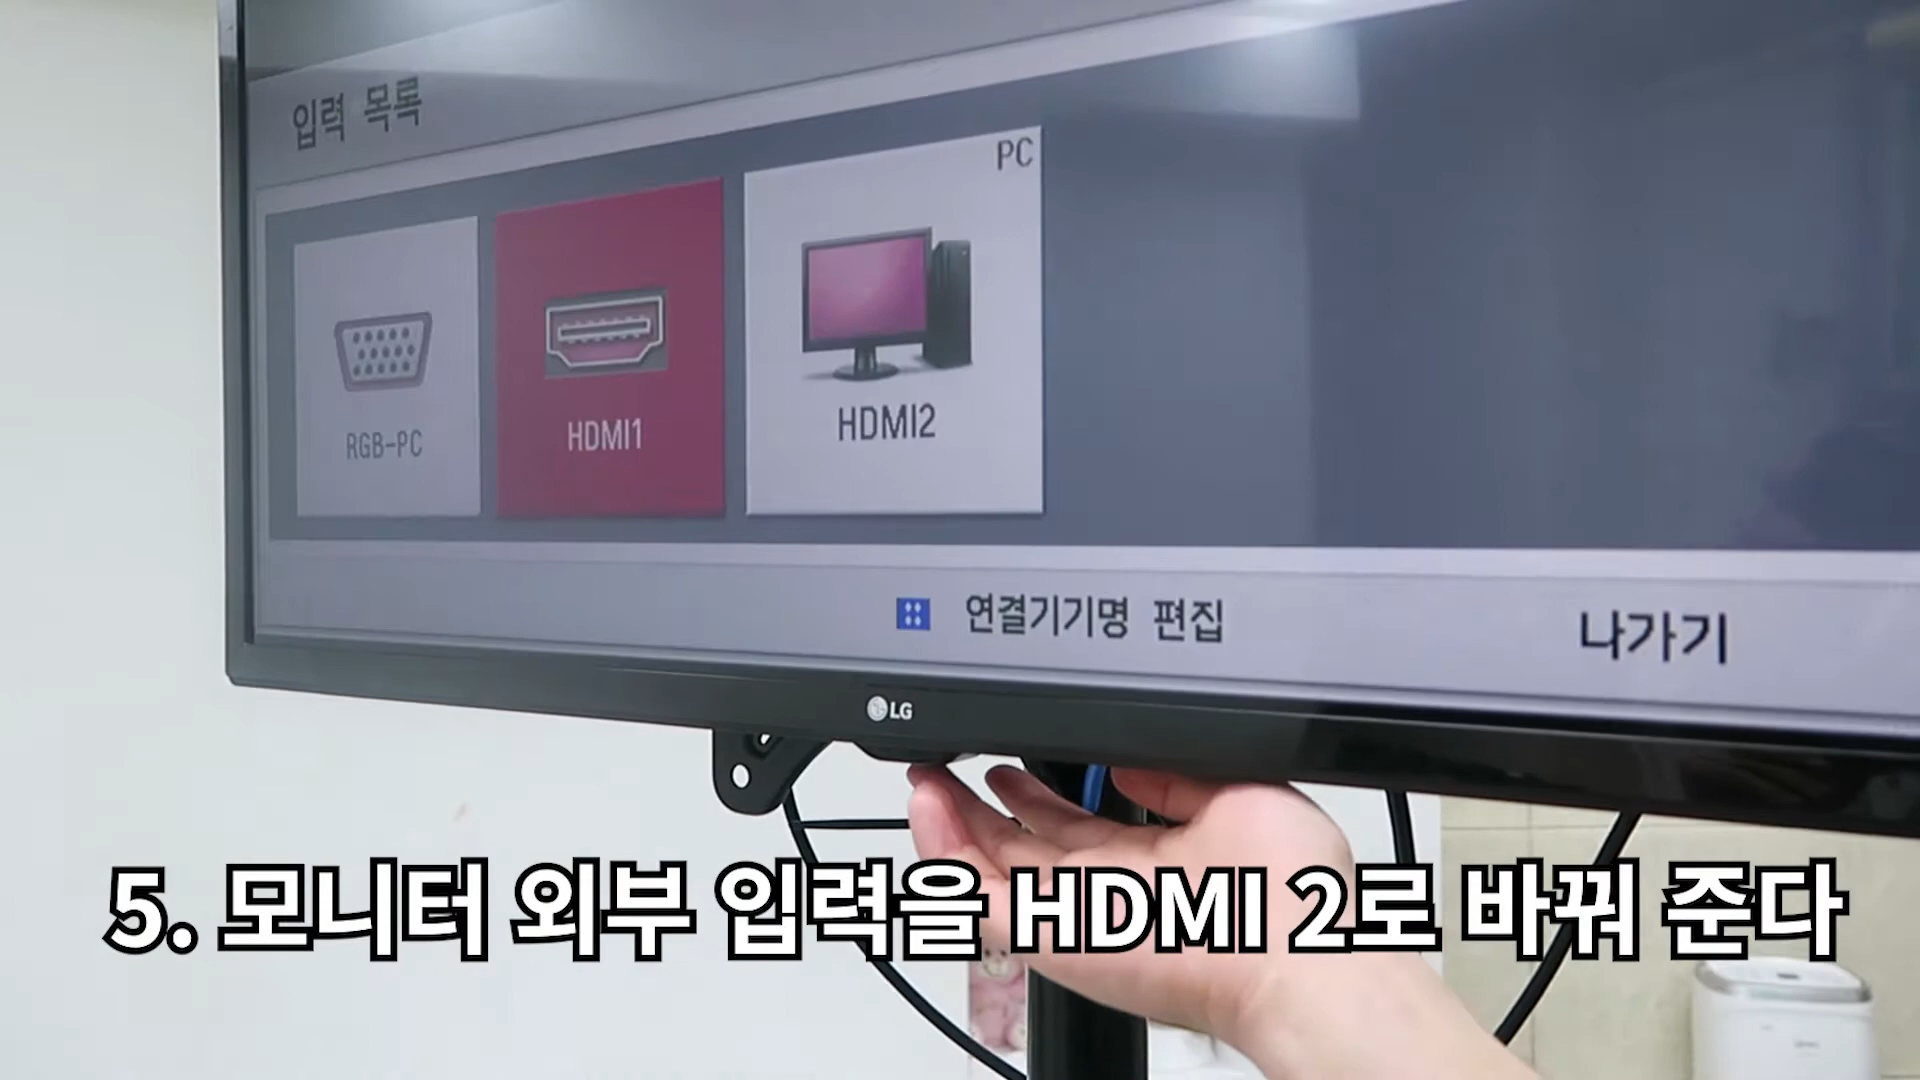 입력 목록
PC
RGB-PC
HDMI1
HDMI2
연결기기명 편집
나가기
LG
5. 모니터 외부 입력을 HDMI 2로 바꿔 준다